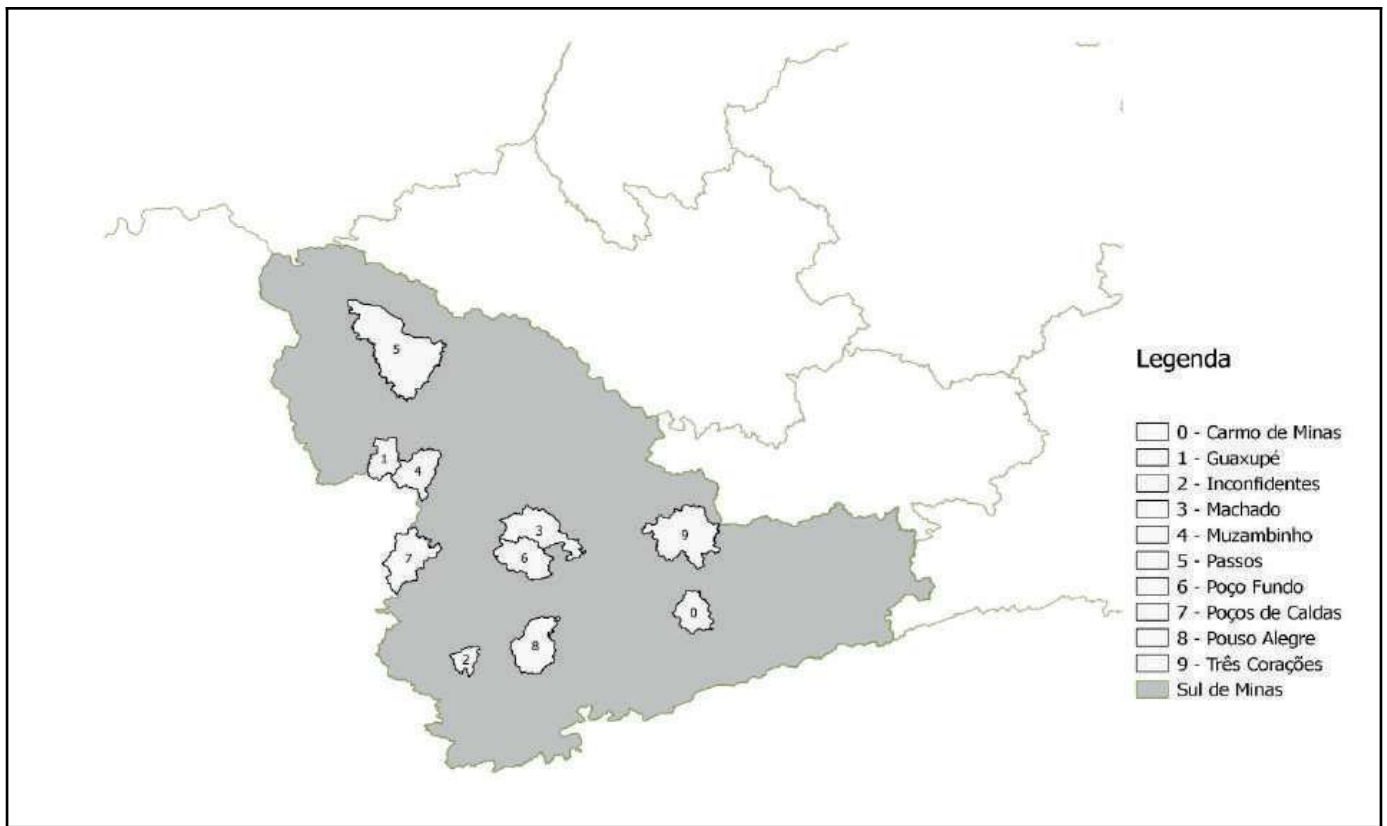 5
1
4
3
9
7
6
0
8
2
Legenda
0 - Carmo de Minas
1 - Guaxupé
2 - Inconfidentes
3 - Machado
4 - Muzambinho
5 - Passos
6 - Poço Fundo
7 - Poços de Caldas
8 - Pouso Alegre
9 - Três Corações
Sul de Minas